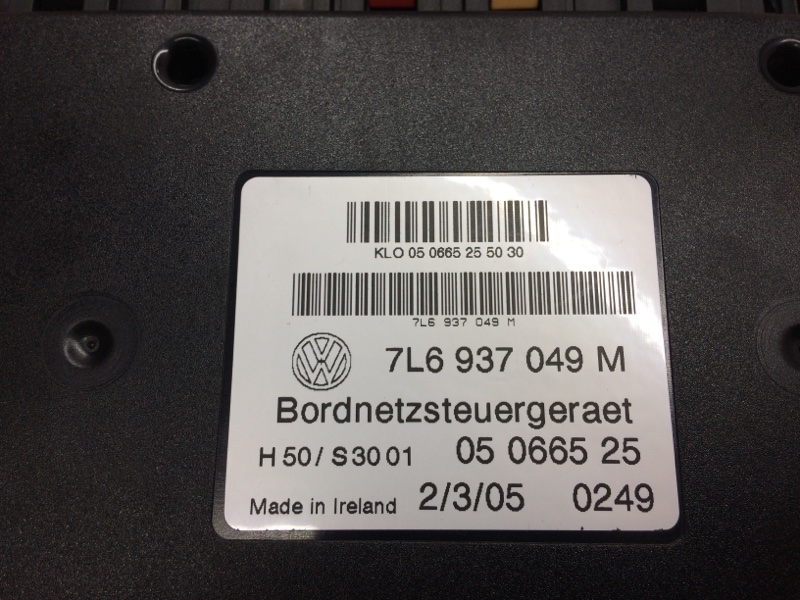 KLO 05 0665 25 50 30
7L6 937 049 M
7L6 937 049 M
Bordnetzsteuergeraet
H 50 / S 30 01 05 0665 25
Made in Ireland 2/3/05 0249